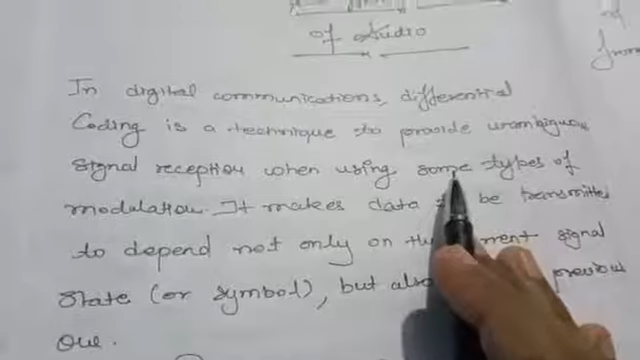 of Audio
of
In digital communications, differential
Coding is a technique to provide unambiguous
signal reception when using some types of
modulation. It makes data be transmitted
to depend not only on the signal
state (or symbol), but also previous
one.